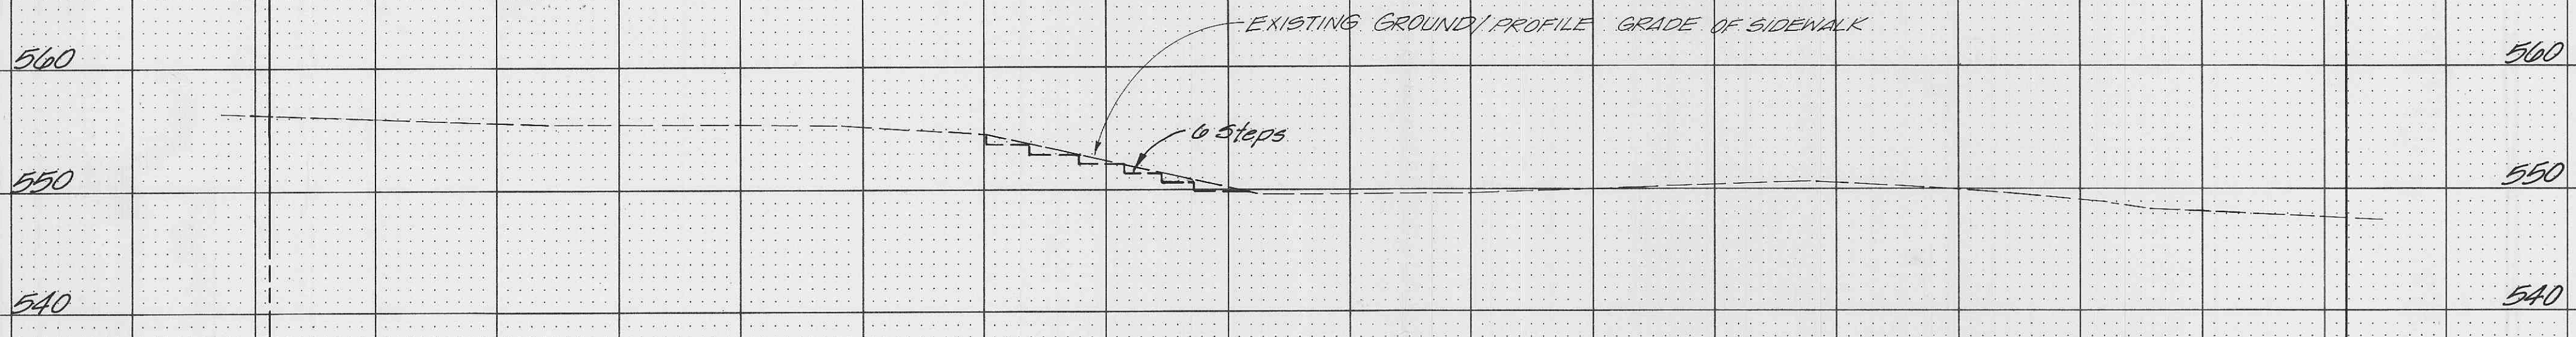 EXISTING GROUND/PROFILE GRADE OF SIDEWALK
560 560
6 Steps
550 550
540 540